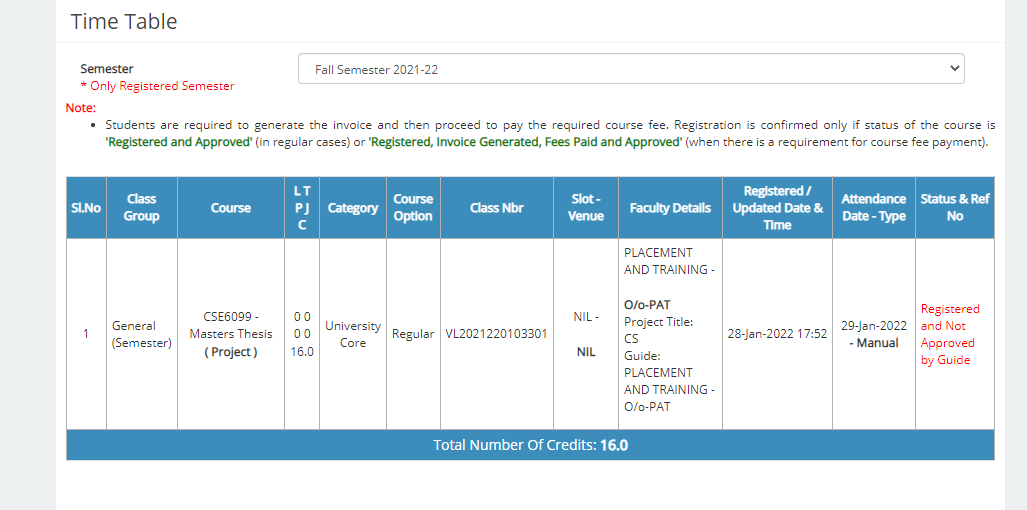 Time Table
Semester
Fall Semester 2021-22
* Only Registered Semester
Note:
• Students are required to generate the invoice and then proceed to pay the required course fee. Registration is confirmed only if status of the course is
'Registered and Approved' (in regular cases) or 'Registered, Invoice Generated, Fees Paid and Approved' (when there is a requirement for course fee payment).
Sl.No
Class
Group
Course
L T
P J
C
Category
Course
Option
Class Nbr
Slot -
Venue
Faculty Details
Registered /
Updated Date &
Time
Attendance
Date - Type
Status & Ref
No
1
General
(Semester)
CSE6099 -
Masters Thesis
( Project )
0 0
0 0
16.0
University
Core
Regular
VL2021220103301
NIL -
NIL
PLACEMENT
AND TRAINING -
O/o-PAT
Project Title:
CS
Guide:
PLACEMENT
AND TRAINING -
O/o-PAT
28-Jan-2022 17:52
29-Jan-2022
- Manual
Registered
and Not
Approved
by Guide
Total Number Of Credits: 16.0